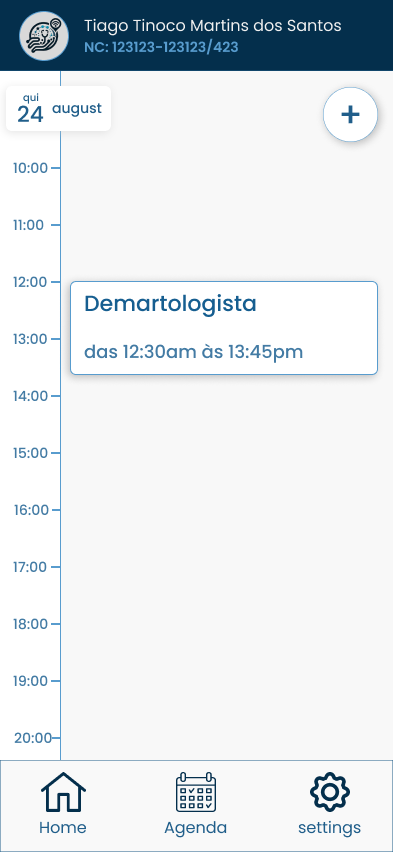 Tiago Tinoco Martins dos Santos
NC: 123123-123123/423
qui
24 august
+
10:00
11:00
12:00
Demartologista
13:00
das 12:30am às 13:45pm
14:00
15:00
16:00
17:00
18:00
19:00
20:00
Home Agenda settings